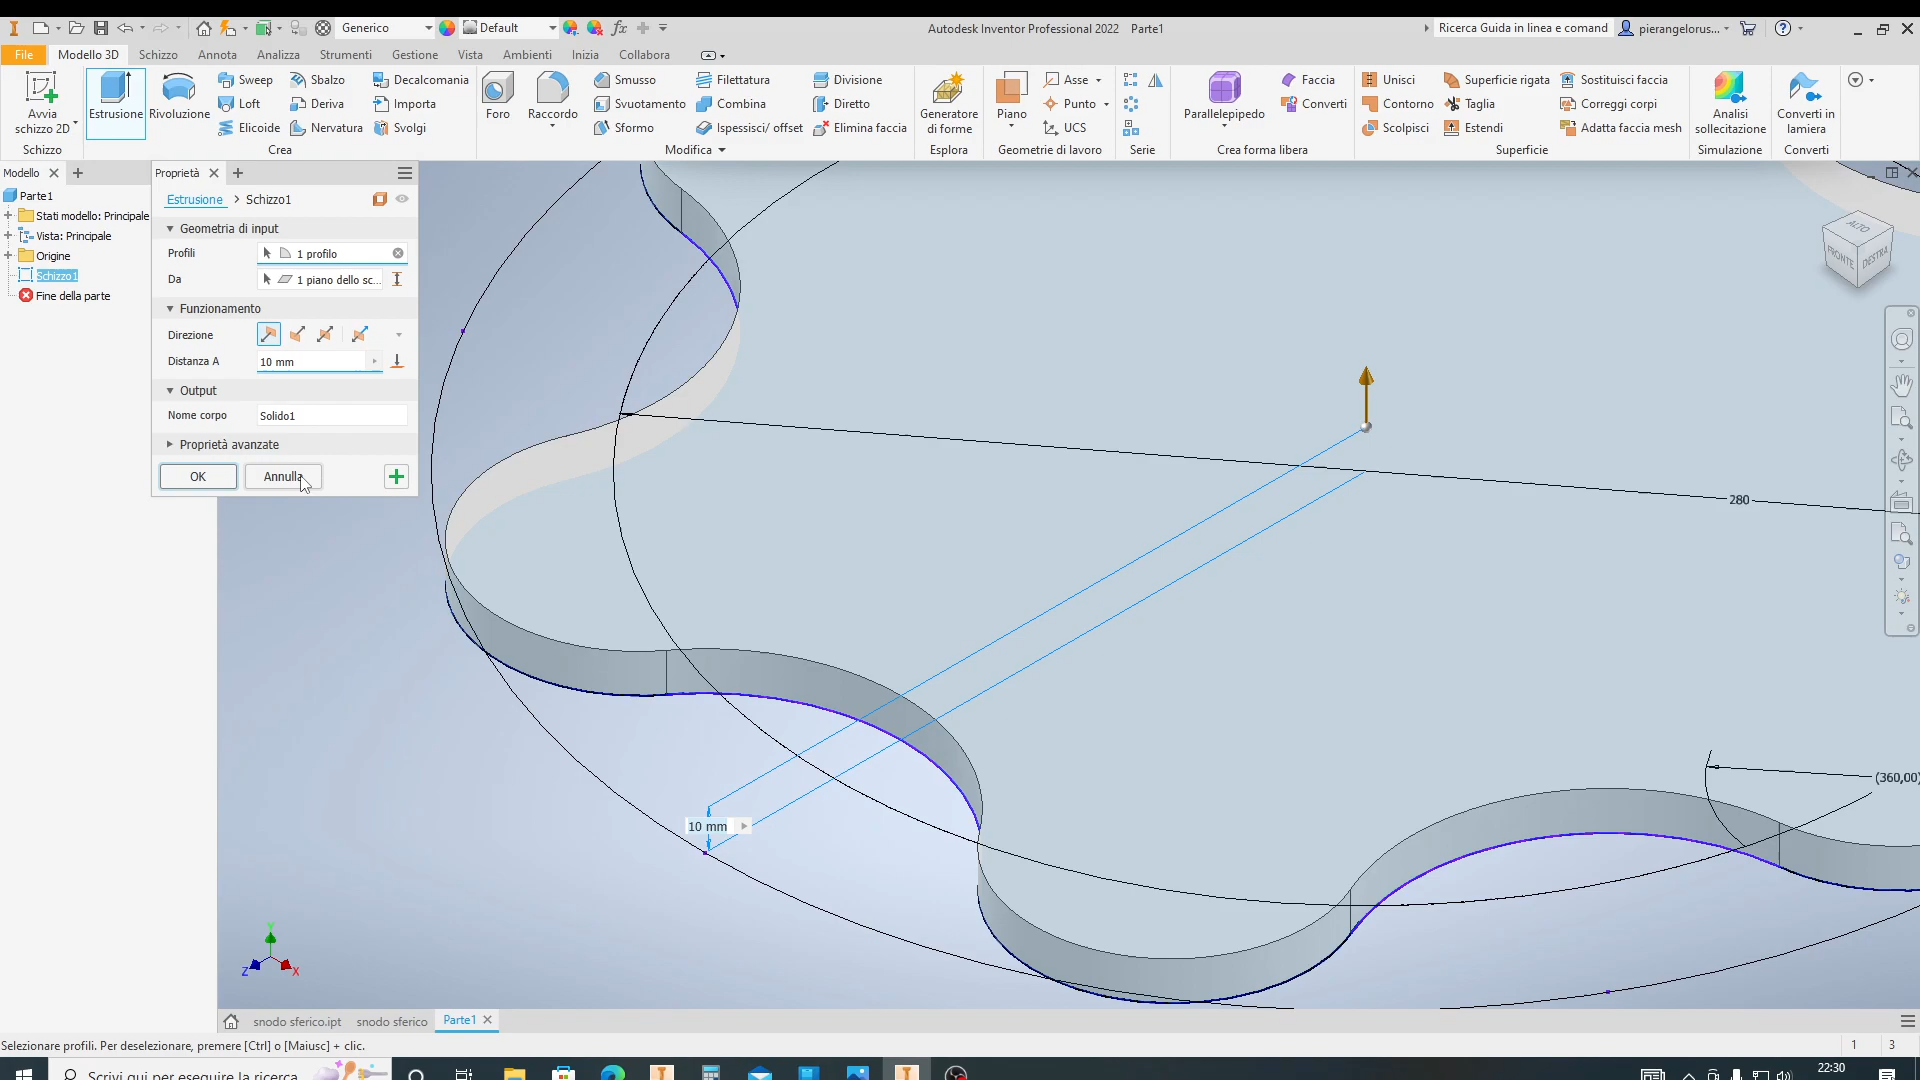 Generico
Default
Autodesk Inventor Professional 2022 Parte1
Ricerca Guida in linea e comand
pierangelorus...
File Modello 3D Schizzo Annota Analizza Strumenti Gestione Vista Ambienti Inizia Collabora
Avvia schizzo 2D
Estrusione
Rivoluzione
Sweep
Loft
Elicoide
Sbalzo
Deriva
Nervatura
Decalcomania
Importa
Svolgi
Foro
Raccordo
Smusso
Svuotamento
Sformo
Filettatura
Combina
Ispessisci/ offset
Divisione
Diretto
Elimina faccia
Generatore di forme
Piano
Asse
Punto
UCS
Parallelepipedo
Faccia
Converti
Unisci
Contorno
Scolpisci
Superficie rigata
Taglia
Estendi
Sostituisci faccia
Correggi corpi
Adatta faccia mesh
Analisi sollecitazione
Converti in lamiera
Schizzo Crea Modifica Esplora Geometrie di lavoro Serie Crea forma libera Superficie Simulazione Converti
Modello
Parte1
Stati modello: Principale
Vista: Principale
Origine
Schizzo1
Fine della parte
Proprietà
Estrusione > Schizzo1
Geometria di input
Profili 1 profilo
Da 1 piano dello sc...
Funzionamento
Direzione
Distanza A 10 mm
Output
Nome corpo Solido1
Proprietà avanzate
OK Annulla
ALTO
FRONTE
DESTRA
280
(360,00)
10 mm
Y
Z
X
snodo sferico.ipt snodo sferico Parte1
Selezionare profili. Per deselezionare, premere [Ctrl] o [Maiusc] + clic.
1 3
Scrivi qui per eseguire la ricerca
22:30